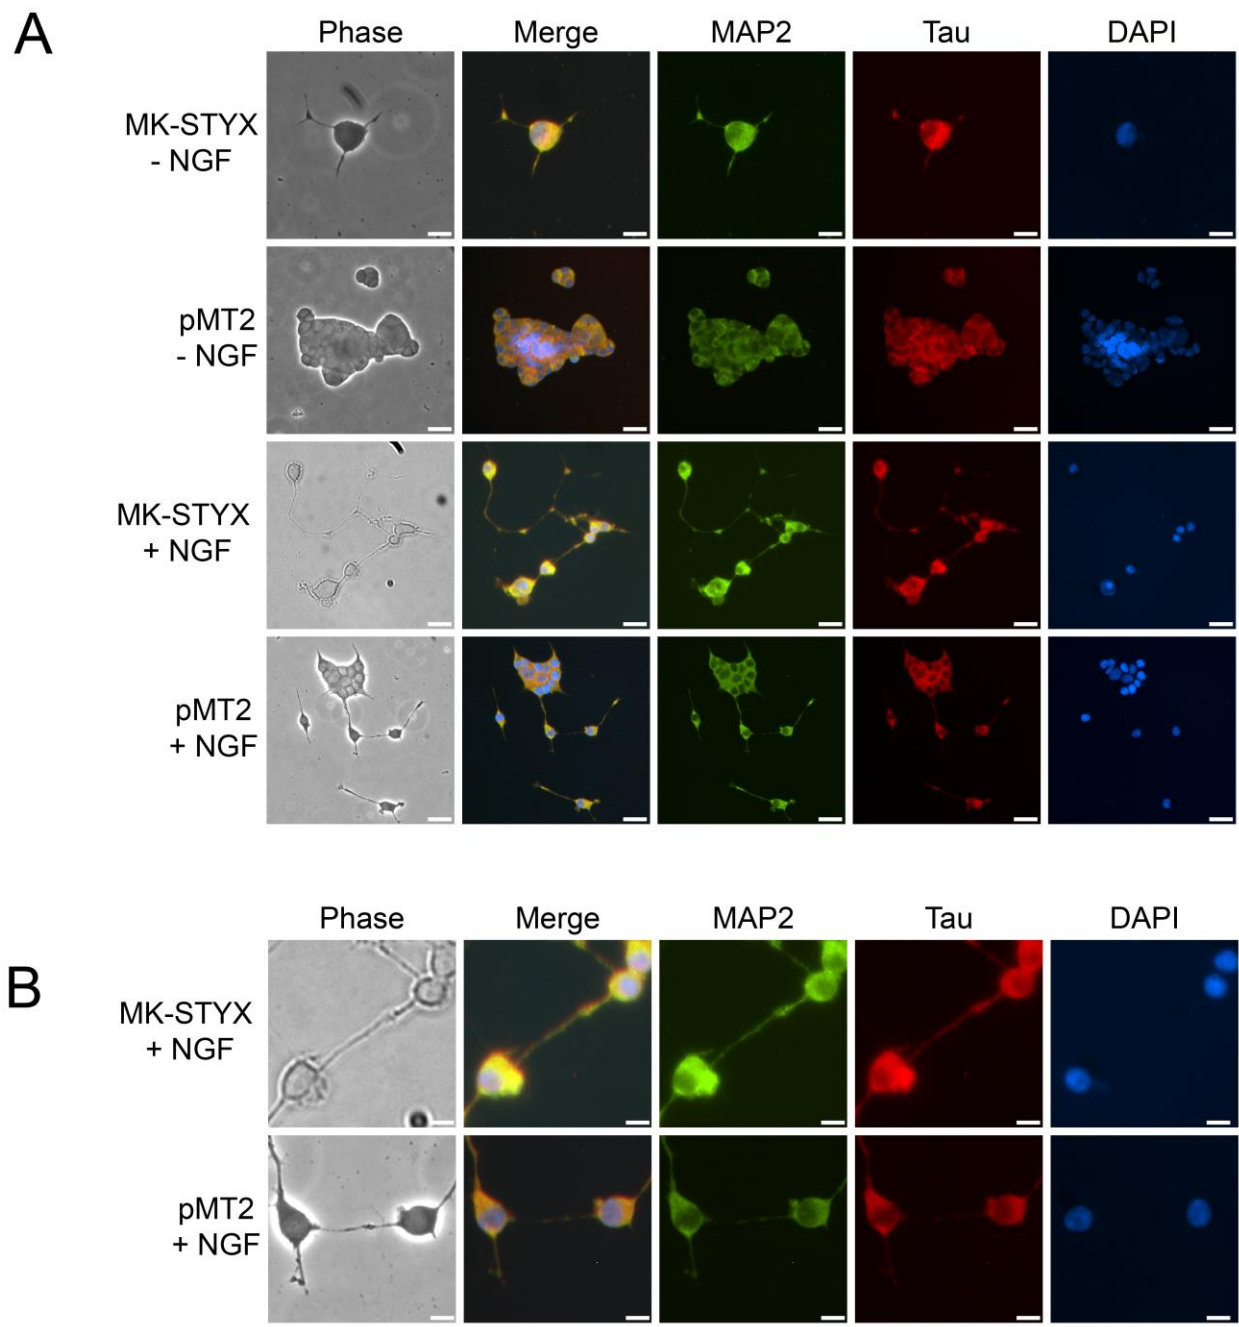 A
Phase Merge MAP2 Tau DAPI
MK-STYX
- NGF
pMT2
- NGF
MK-STYX
+ NGF
pMT2
+ NGF
B
Phase Merge MAP2 Tau DAPI
MK-STYX
+ NGF
pMT2
+ NGF